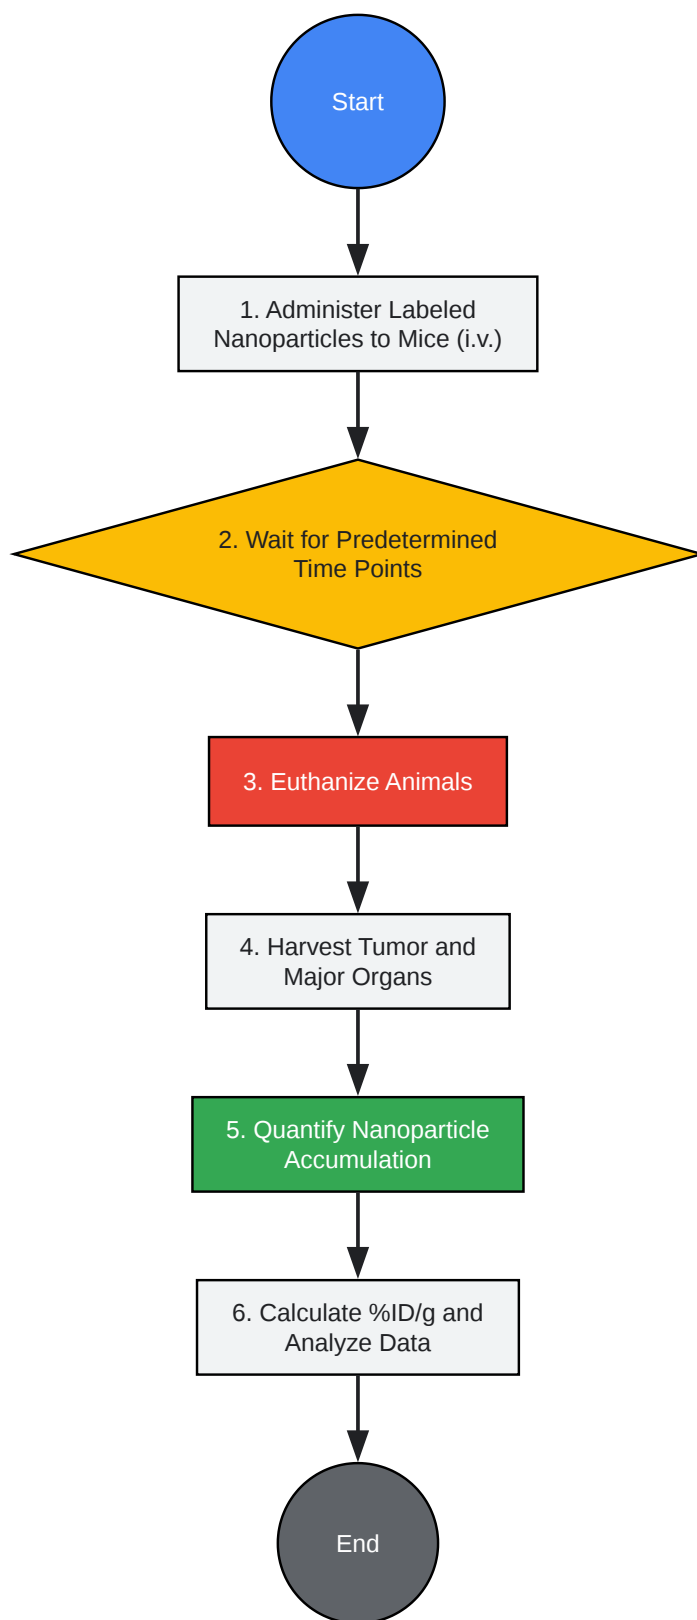 Start
1. Administer Labeled
Nanoparticles to Mice (i.v.)
2. Wait for Predetermined
Time Points
3. Euthanize Animals
4. Harvest Tumor and
Major Organs
5. Quantify Nanoparticle
Accumulation
6. Calculate %ID/g and
Analyze Data
End